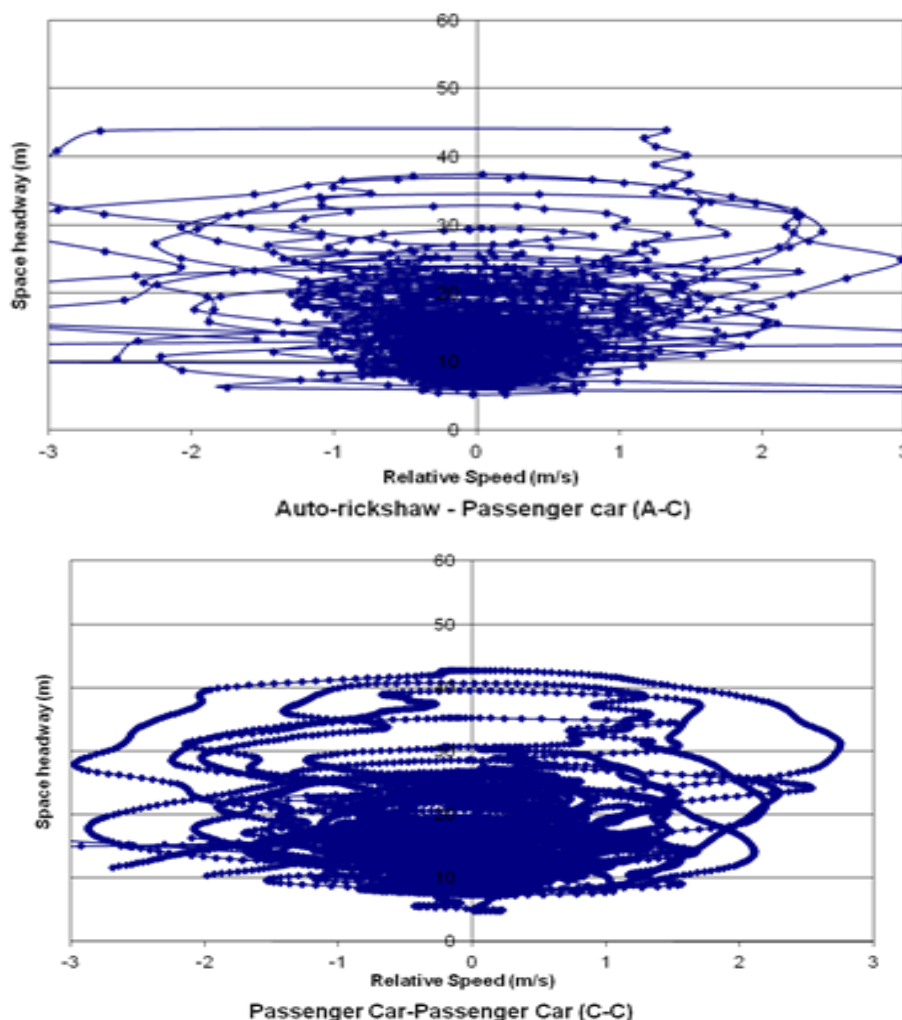 60
50
40
30
20
10
0
Space headway (m)
-3 -2 -1 0 1 2 3
Relative Speed (m/s)
Auto-rickshaw - Passenger car (A-C)
60
50
40
30
20
10
0
Space headway (m)
-3 -2 -1 0 1 2 3
Relative Speed (m/s)
Passenger Car-Passenger Car (C-C)